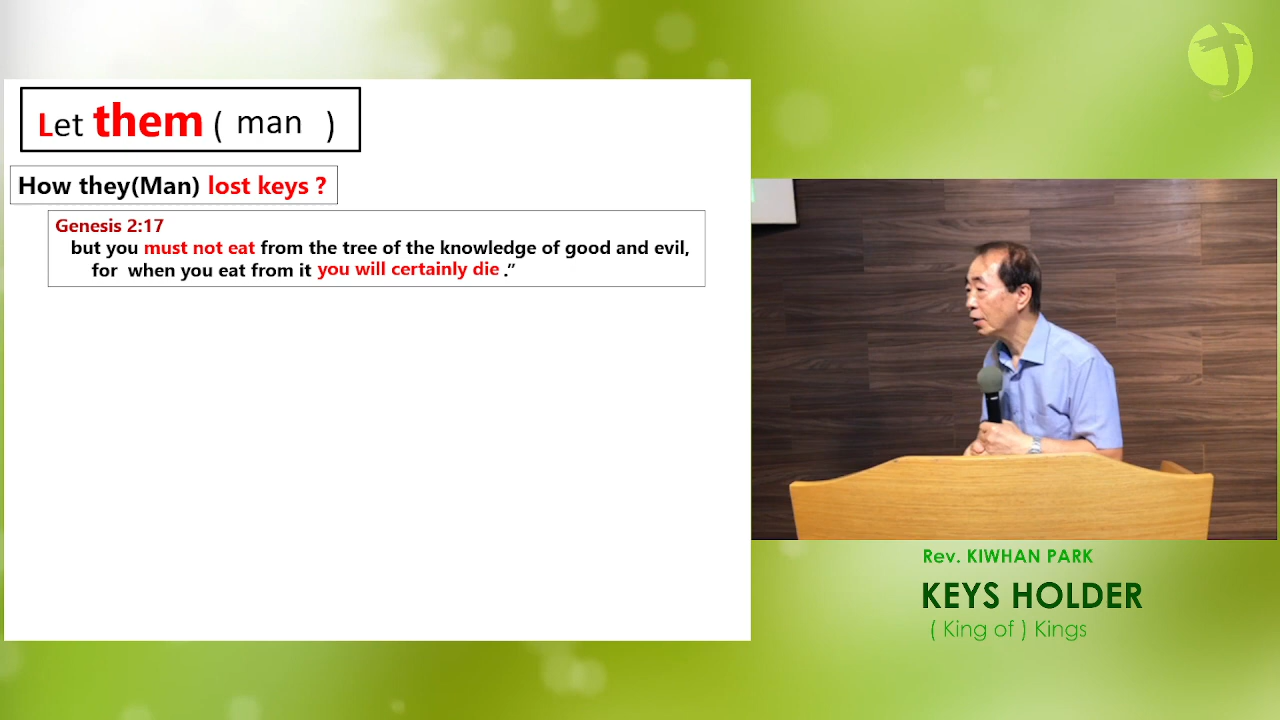 Let them ( man )
How they(Man) lost keys ?
Genesis 2:17
but you must not eat from the tree of the knowledge of good and evil,
for when you eat from it you will certainly die .”
Rev. KIWHAN PARK
KEYS HOLDER
( King of ) Kings